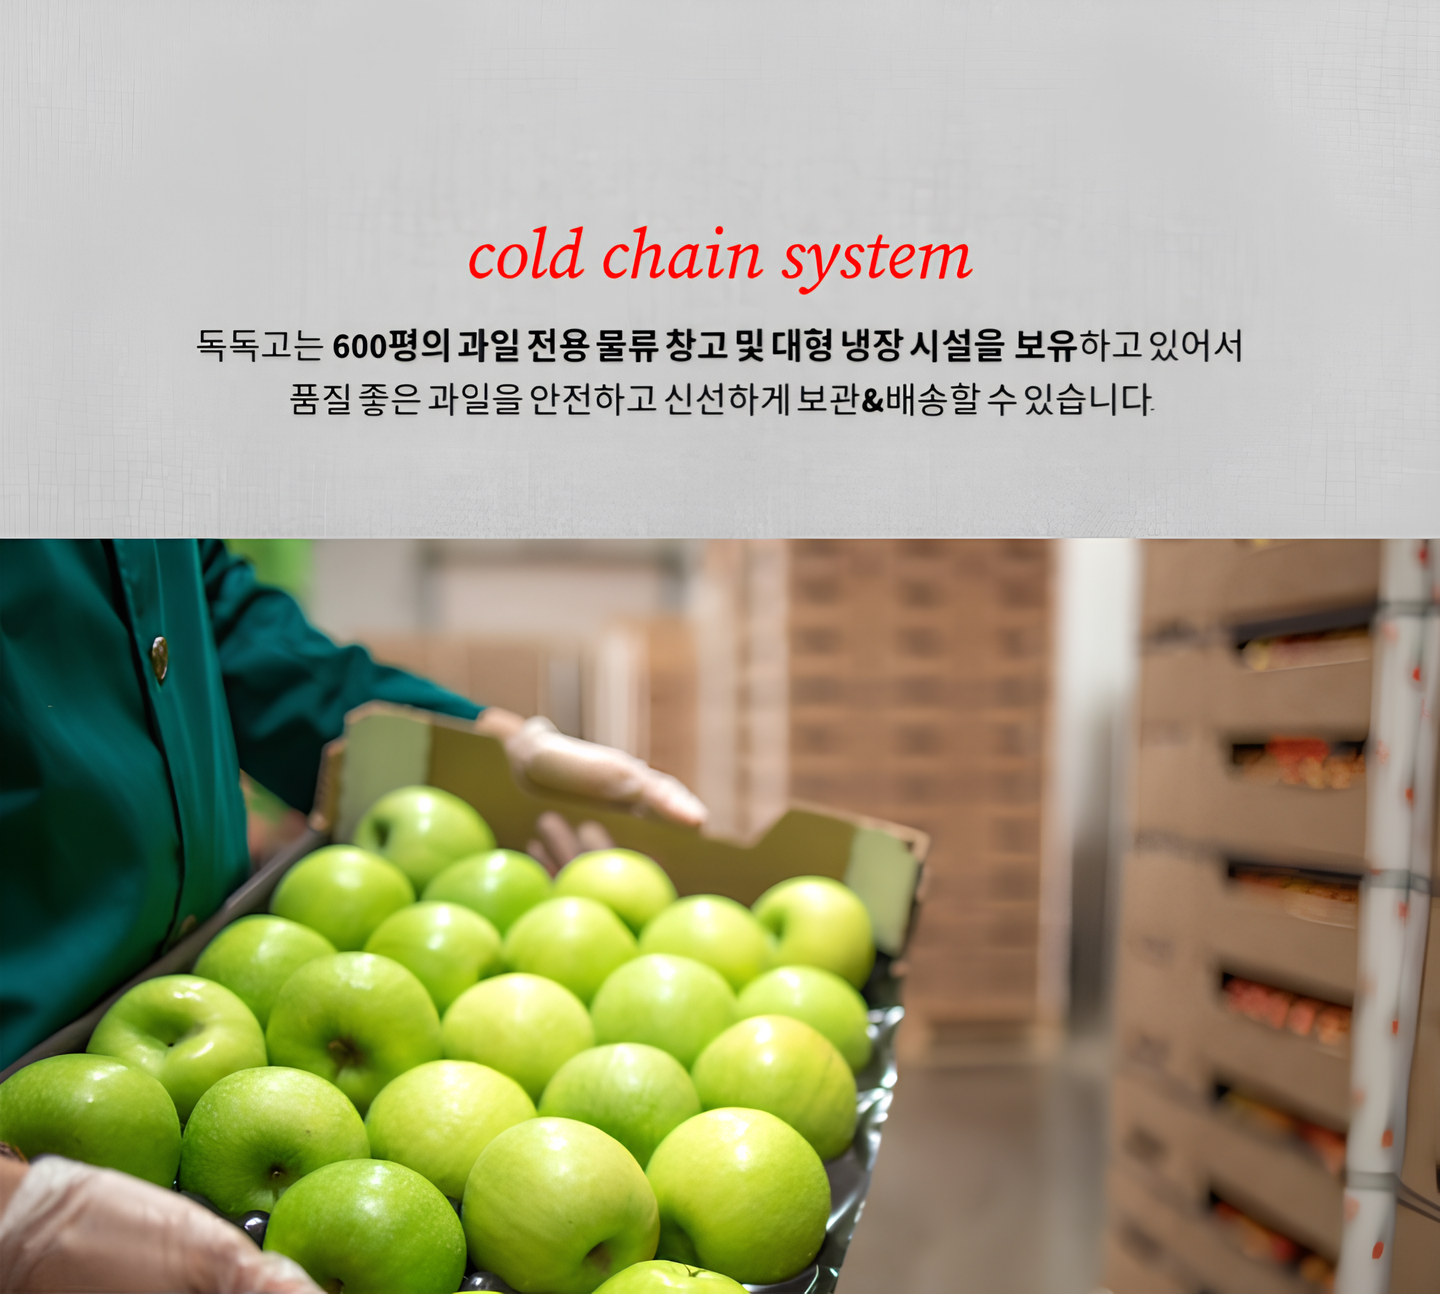 cold chain system
독독고는 600평의 과일 전용 물류 창고 및 대형 냉장 시설을 보유하고 있어서
품질 좋은 과일을 안전하고 신선하게 보관&배송할 수 있습니다.